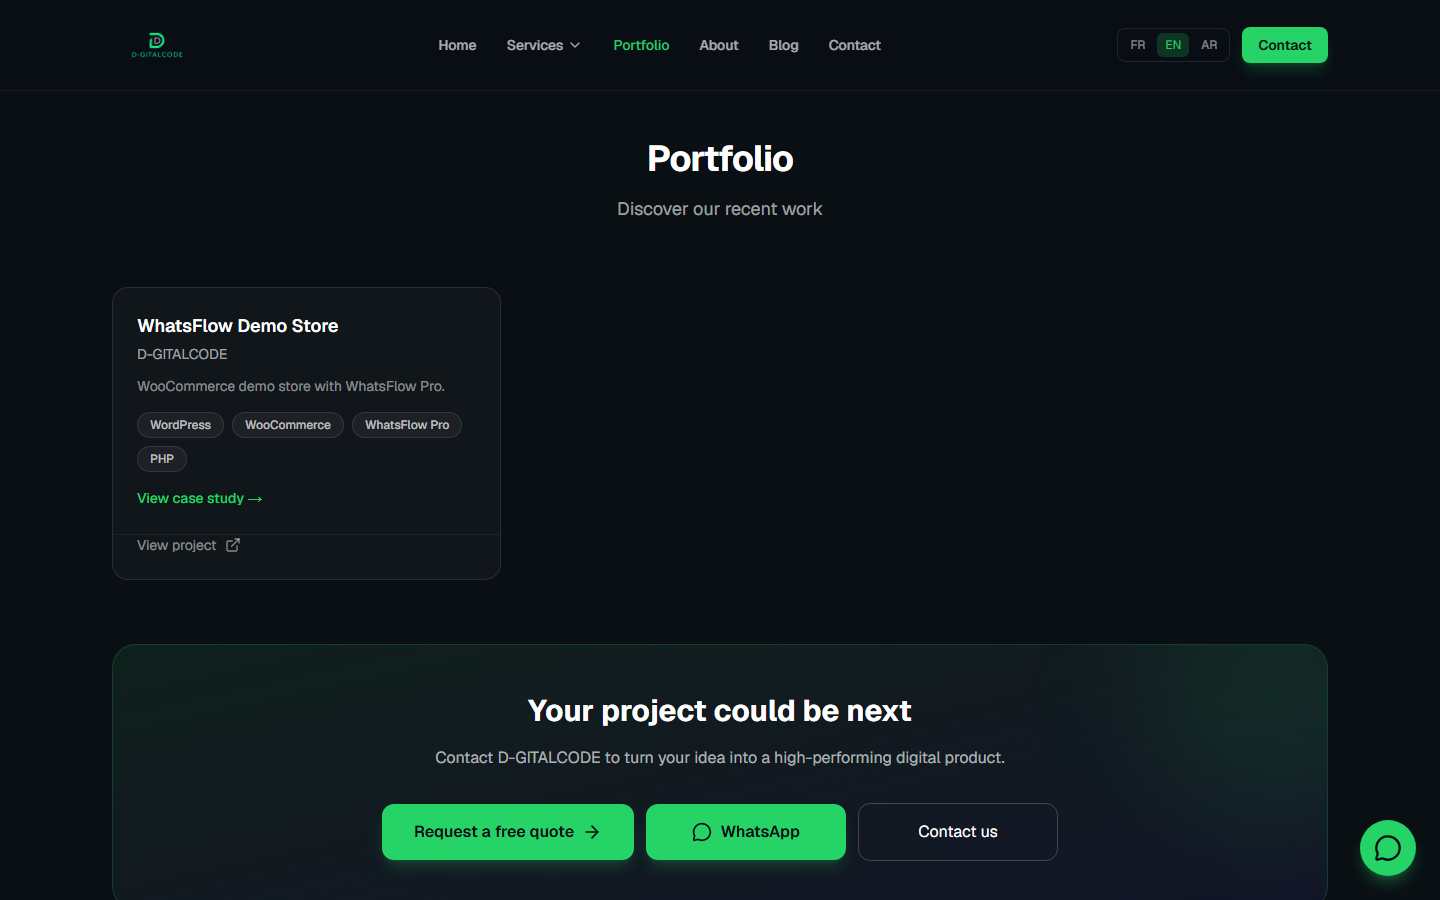 D-GITALCODE
Home
Services
Portfolio
About
Blog
Contact
FR
EN
AR
Contact
Portfolio
Discover our recent work
WhatsFlow Demo Store
D-GITALCODE
WooCommerce demo store with WhatsFlow Pro.
WordPress
WooCommerce
WhatsFlow Pro
PHP
View case study →
View project
Your project could be next
Contact D-GITALCODE to turn your idea into a high-performing digital product.
Request a free quote →
WhatsApp
Contact us